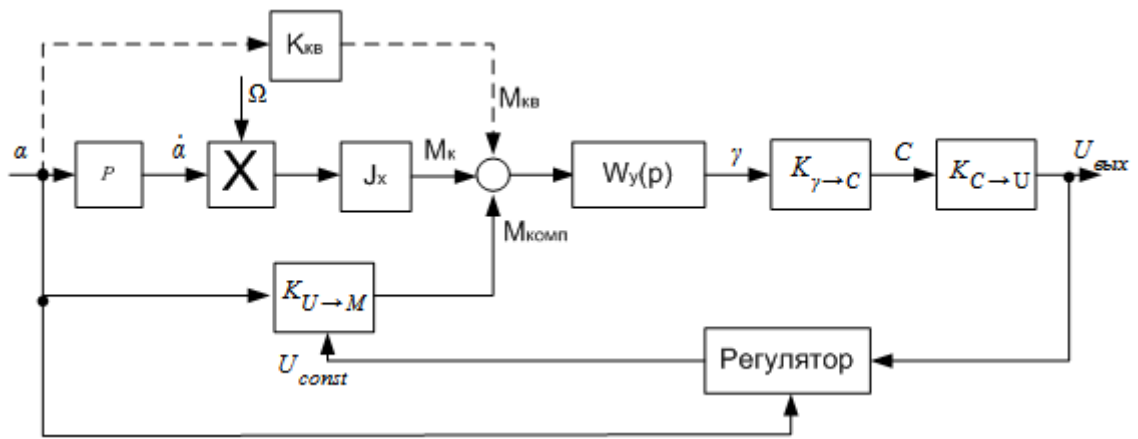 Kкв
Ω
Mкв
α
P
α̇
X
Jx
Mк
Wy(p)
γ
Kγ→C
C
KC→U
Uвых
Mкомп
KU→M
Uconst
Регулятор